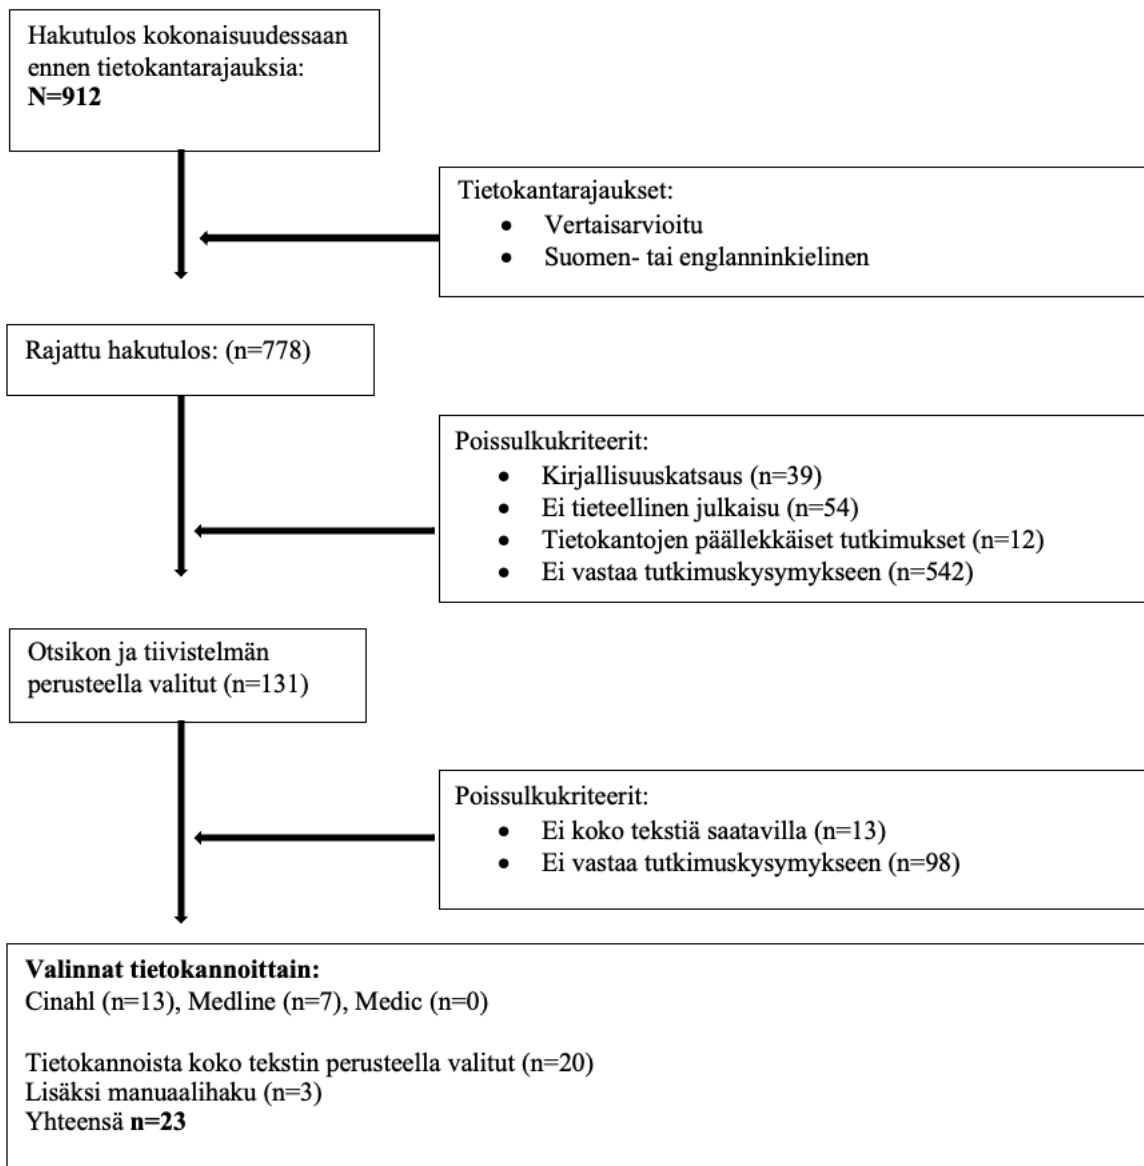 Hakutulos kokonaisuudessaan
ennen tietokantarajauksia:
N=912
Tietokantarajaukset:
• Vertaisarvioitu
• Suomen- tai englanninkielinen
Rajattu hakutulos: (n=778)
Poissulkukriteerit:
• Kirjallisuuskatsaus (n=39)
• Ei tieteellinen julkaisu (n=54)
• Tietokantojen päällekkäiset tutkimukset (n=12)
• Ei vastaa tutkimuskysymykseen (n=542)
Otsikon ja tiivistelmän
perusteella valitut (n=131)
Poissulkukriteerit:
• Ei koko tekstiä saatavilla (n=13)
• Ei vastaa tutkimuskysymykseen (n=98)
Valinnat tietokannoittain:
Cinahl (n=13), Medline (n=7), Medic (n=0)
Tietokannoista koko tekstin perusteella valitut (n=20)
Lisäksi manuaalihaku (n=3)
Yhteensä n=23